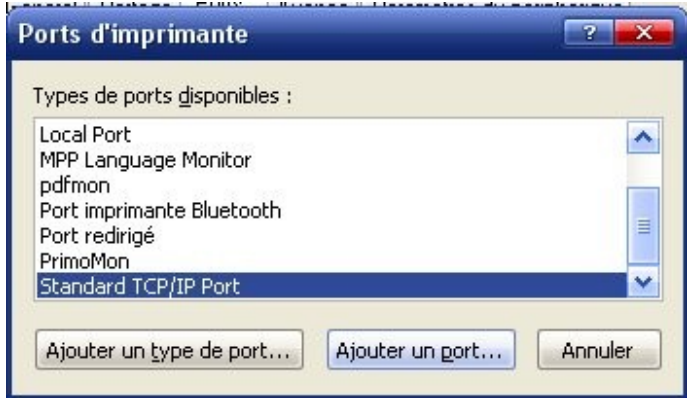 Ports d'imprimante
Types de ports disponibles :
Local Port
MPP Language Monitor
pdfmon
Port imprimante Bluetooth
Port redirigé
PrimoMon
Standard TCP/IP Port
Ajouter un type de port... Ajouter un port... Annuler